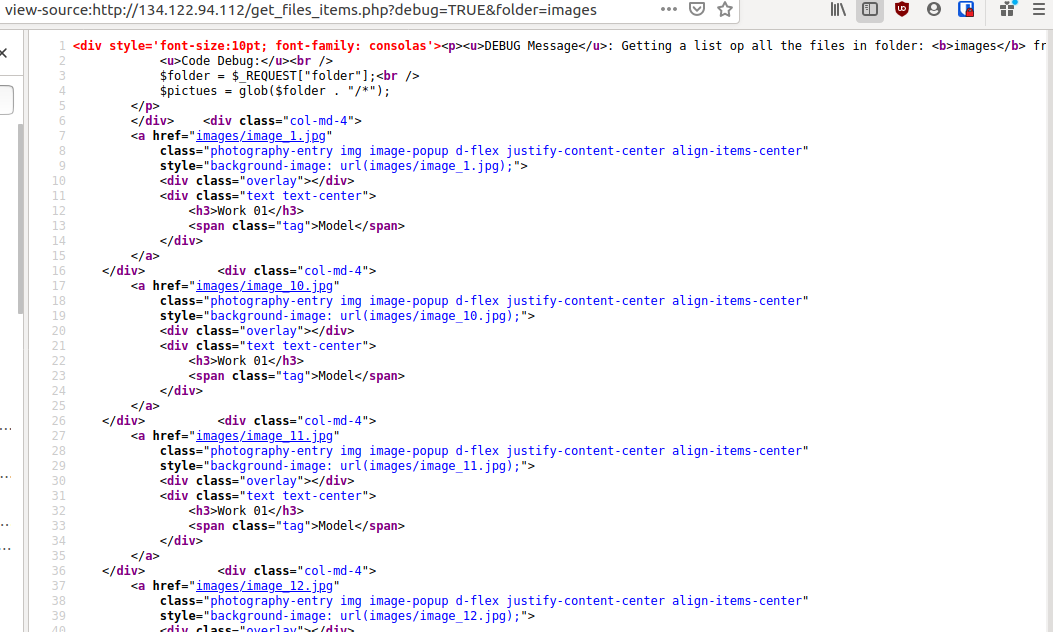 view-source:http://134.122.94.112/get_files_items.php?debug=TRUE&folder=images
1 <div style='font-size:10pt; font-family: consolas'><p><u>DEBUG Message</u>: Getting a list op all the files in folder: <b>images</b> fr
2 <u>Code Debug:</u><br />
3 $folder = $_REQUEST["folder"];<br />
4 $pictues = glob($folder . "/*");
5 </p>
6 </div> <div class="col-md-4">
7 <a href="images/image_1.jpg"
8 class="photography-entry img image-popup d-flex justify-content-center align-items-center"
9 style="background-image: url(images/image_1.jpg);">
10 <div class="overlay"></div>
11 <div class="text text-center">
12 <h3>Work 01</h3>
13 <span class="tag">Model</span>
14 </div>
15 </a>
16 </div> <div class="col-md-4">
17 <a href="images/image_10.jpg"
18 class="photography-entry img image-popup d-flex justify-content-center align-items-center"
19 style="background-image: url(images/image_10.jpg);">
20 <div class="overlay"></div>
21 <div class="text text-center">
22 <h3>Work 01</h3>
23 <span class="tag">Model</span>
24 </div>
25 </a>
26 </div> <div class="col-md-4">
27 <a href="images/image_11.jpg"
28 class="photography-entry img image-popup d-flex justify-content-center align-items-center"
29 style="background-image: url(images/image_11.jpg);">
30 <div class="overlay"></div>
31 <div class="text text-center">
32 <h3>Work 01</h3>
33 <span class="tag">Model</span>
34 </div>
35 </a>
36 </div> <div class="col-md-4">
37 <a href="images/image_12.jpg"
38 class="photography-entry img image-popup d-flex justify-content-center align-items-center"
39 style="background-image: url(images/image_12.jpg);">
40 <div class="overlay"></div>